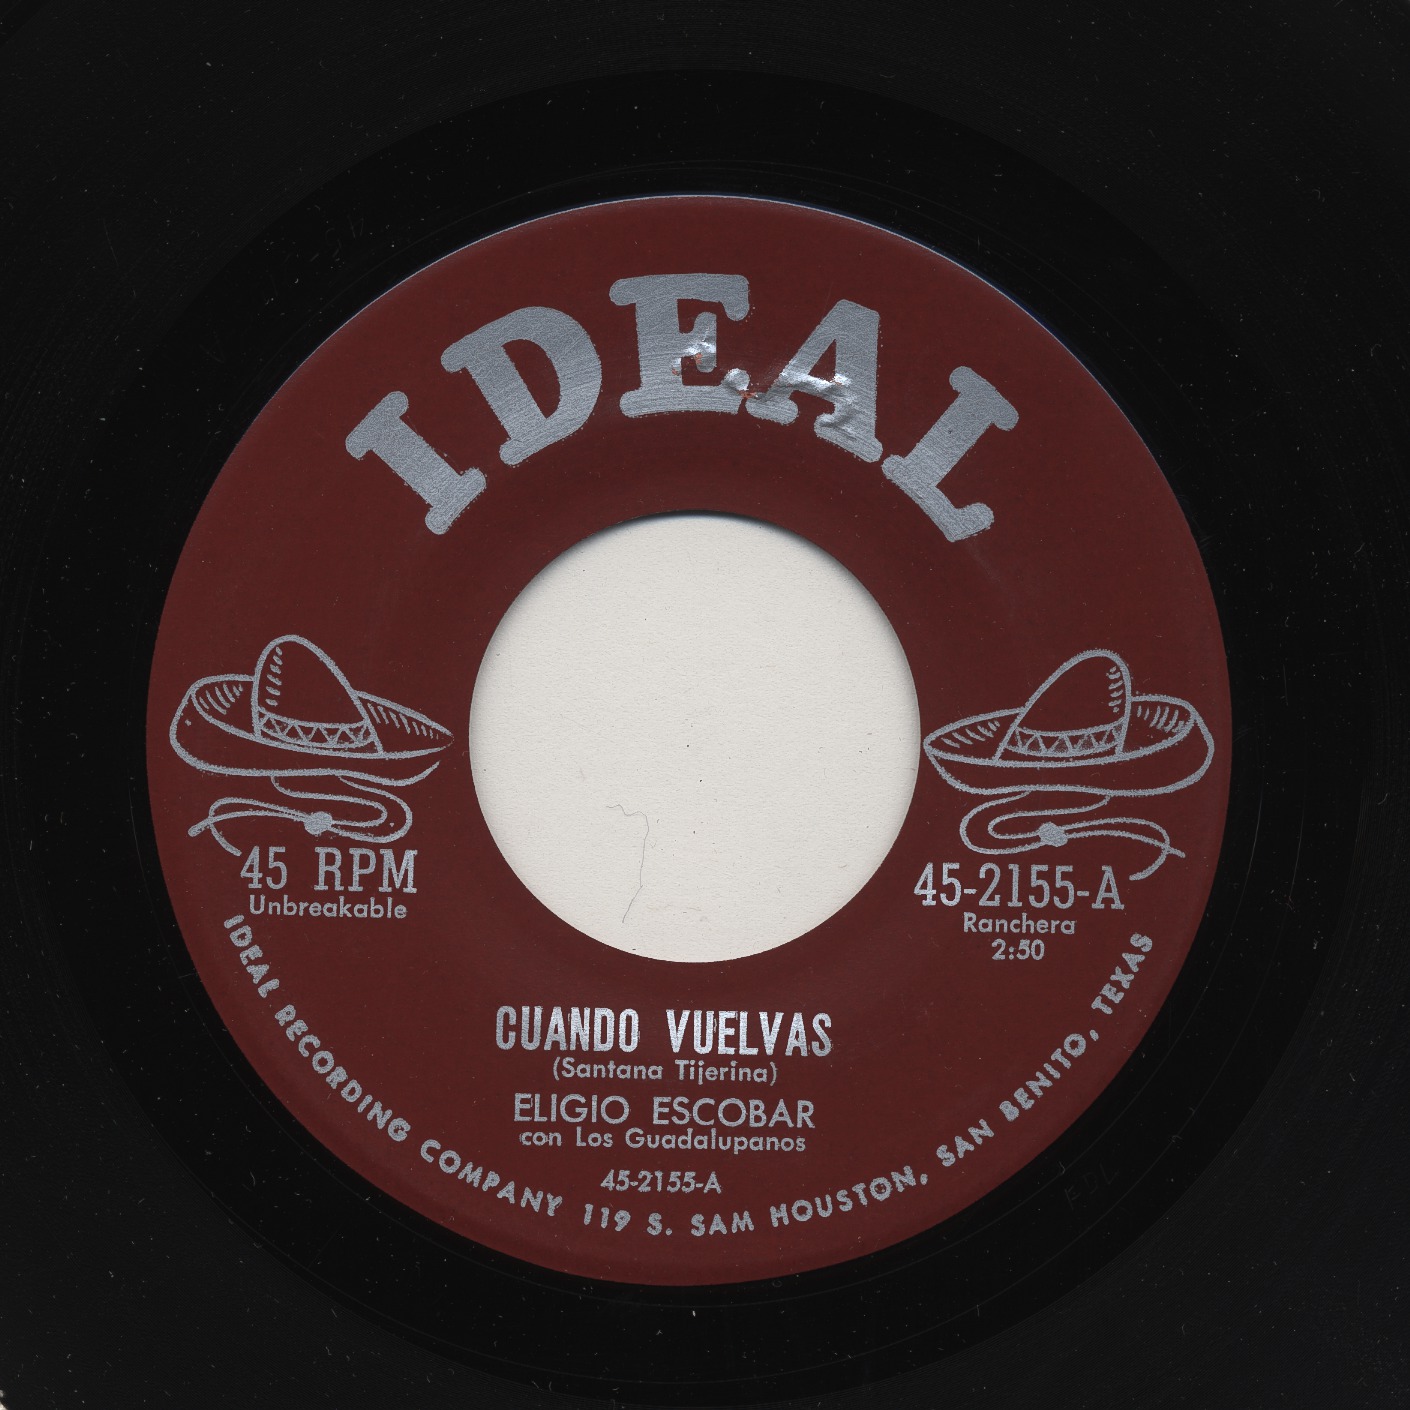 IDEAL
45 RPM
Unbreakable
45-2155-A
Ranchera
2:50
CUANDO VUELVAS
(Santana Tijerina)
ELIGIO ESCOBAR
con Los Guadalupanos
45-2155-A
IDEAL RECORDING COMPANY 119 S. SAM HOUSTON, SAN BENITO, TEXAS